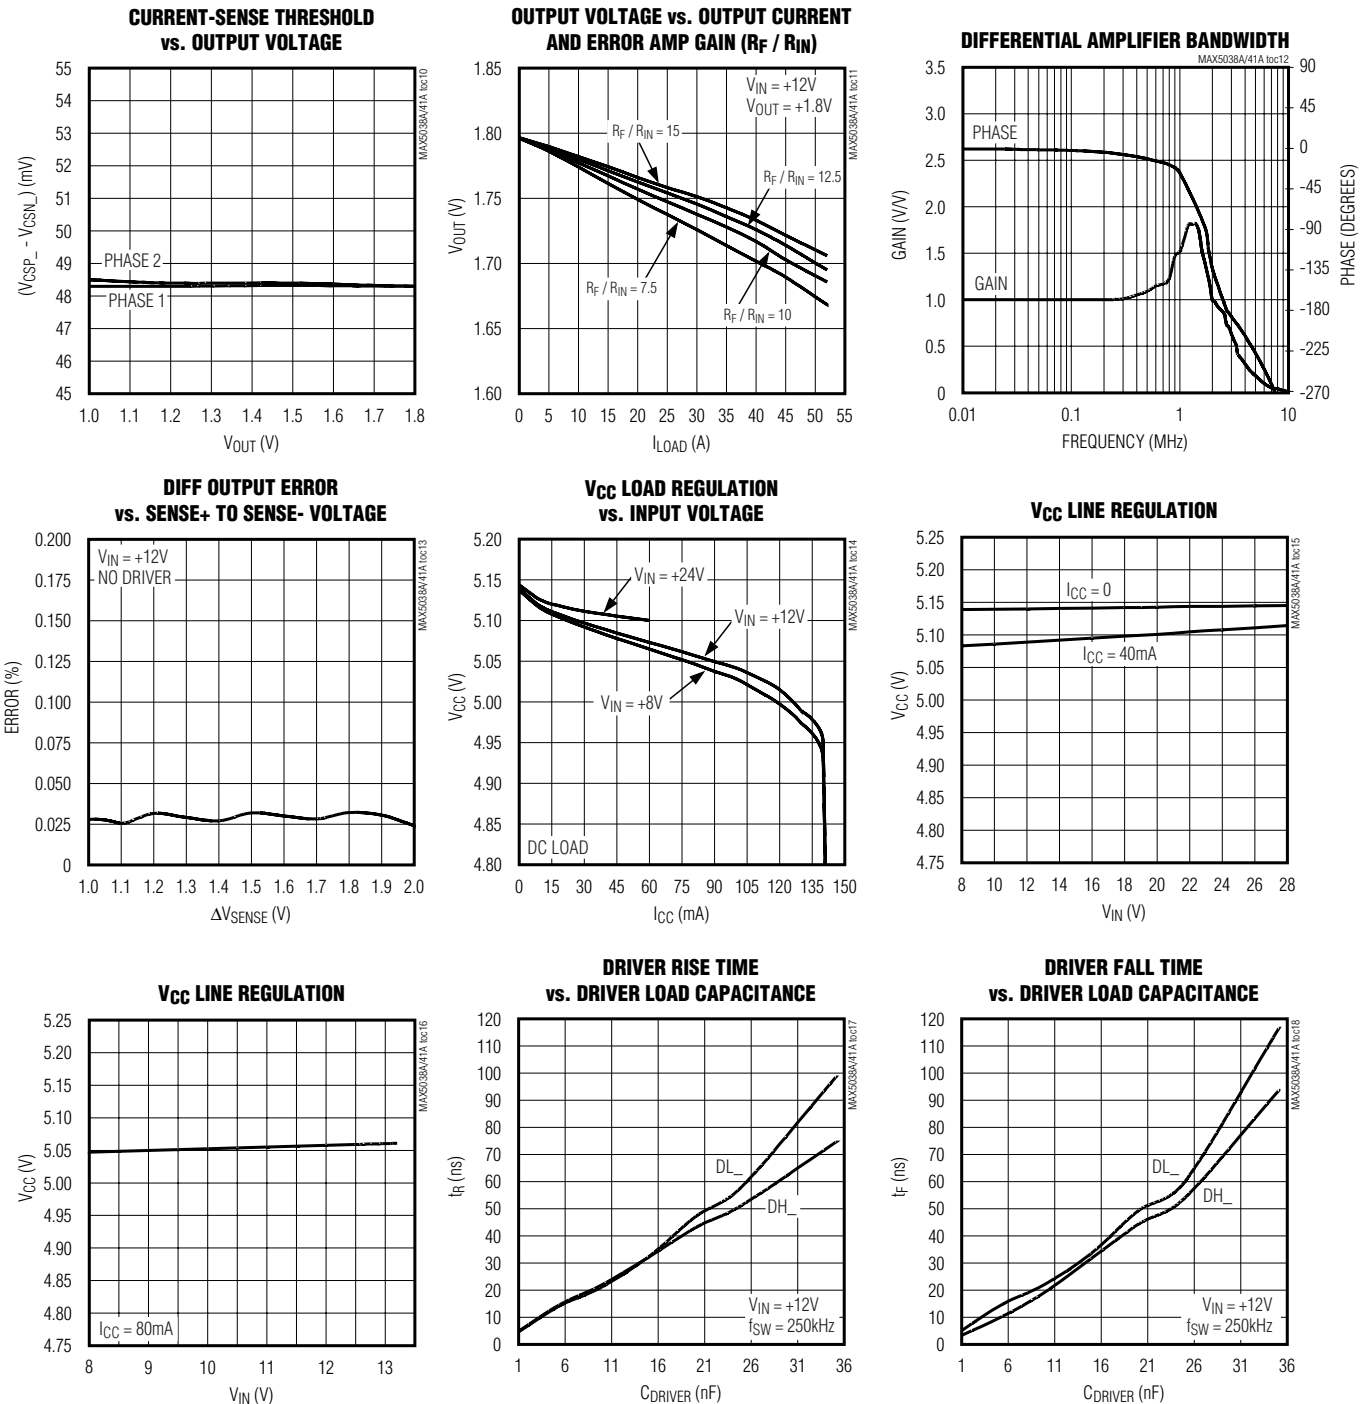 CURRENT-SENSE THRESHOLD
vs. OUTPUT VOLTAGE
MAX5038A/41A toc10
(VCSP_ - VCSN_) (mV)
55
54
53
52
51
50
49
48
47
46
45
PHASE 2
PHASE 1
1.0 1.1 1.2 1.3 1.4 1.5 1.6 1.7 1.8
VOUT (V)
OUTPUT VOLTAGE vs. OUTPUT CURRENT
AND ERROR AMP GAIN (RF / RIN)
MAX5038A/41A toc11
VOUT (V)
1.85
1.80
1.75
1.70
1.65
1.60
VIN = +12V
VOUT = +1.8V
RF / RIN = 15
RF / RIN = 12.5
RF / RIN = 7.5
RF / RIN = 10
0 5 10 15 20 25 30 35 40 45 50 55
ILOAD (A)
DIFFERENTIAL AMPLIFIER BANDWIDTH
MAX5038A/41A toc12
GAIN (V/V)
3.5
3.0
2.5
2.0
1.5
1.0
0.5
0
PHASE
GAIN
90
45
0
-45
-90
-135
-180
-225
-270
PHASE (DEGREES)
0.01 0.1 1 10
FREQUENCY (MHz)
DIFF OUTPUT ERROR
vs. SENSE+ TO SENSE- VOLTAGE
MAX5038A/41A toc13
ERROR (%)
0.200
0.175
0.150
0.125
0.100
0.075
0.050
0.025
0
VIN = +12V
NO DRIVER
1.0 1.1 1.2 1.3 1.4 1.5 1.6 1.7 1.8 1.9 2.0
ΔVSENSE (V)
VCC LOAD REGULATION
vs. INPUT VOLTAGE
MAX5038A/41A toc14
VCC (V)
5.20
5.15
5.10
5.05
5.00
4.95
4.90
4.85
4.80
VIN = +24V
VIN = +12V
VIN = +8V
DC LOAD
0 15 30 45 60 75 90 105 120 135 150
ICC (mA)
VCC LINE REGULATION
MAX5038A/41A toc15
VCC (V)
5.25
5.20
5.15
5.10
5.05
5.00
4.95
4.90
4.85
4.80
4.75
ICC = 0
ICC = 40mA
8 10 12 14 16 18 20 22 24 26 28
VIN (V)
VCC LINE REGULATION
MAX5038A/41A toc16
VCC (V)
5.25
5.20
5.15
5.10
5.05
5.00
4.95
4.90
4.85
4.80
4.75
ICC = 80mA
8 9 10 11 12 13
VIN (V)
DRIVER RISE TIME
vs. DRIVER LOAD CAPACITANCE
MAX5038A/41A toc17
tR (ns)
120
110
100
90
80
70
60
50
40
30
20
10
0
DL_
DH_
VIN = +12V
fSW = 250kHz
1 6 11 16 21 26 31 36
CDRIVER (nF)
DRIVER FALL TIME
vs. DRIVER LOAD CAPACITANCE
MAX5038A/41A toc18
tF (ns)
120
110
100
90
80
70
60
50
40
30
20
10
0
DL_
DH_
VIN = +12V
fSW = 250kHz
1 6 11 16 21 26 31 36
CDRIVER (nF)